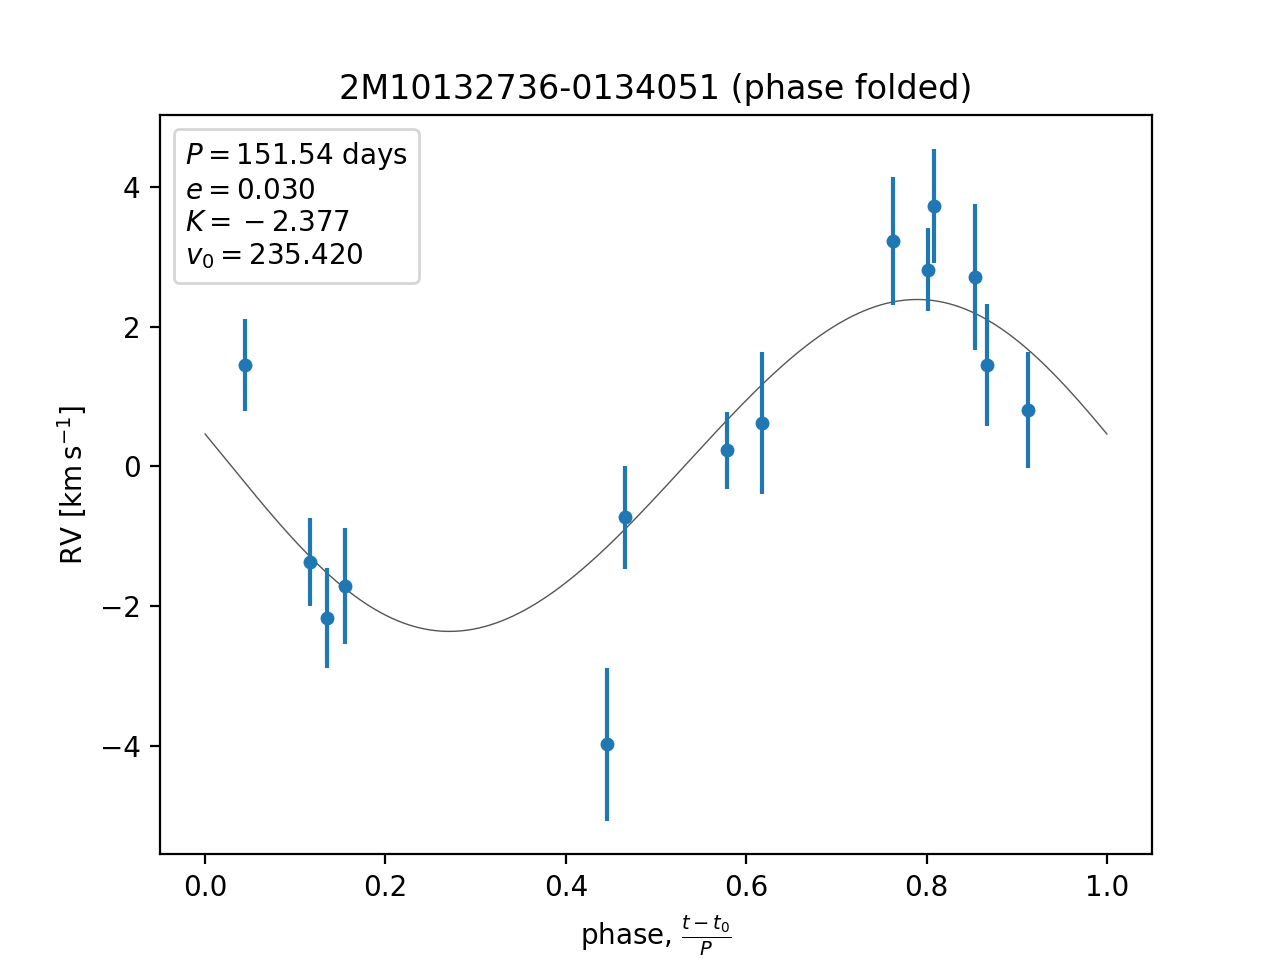 2M10132736-0134051 (phase folded)
P = 151.54 days
e = 0.030
K = −2.377
v₀ = 235.420
RV [km s⁻¹]
4
2
0
−2
−4
0.0 0.2 0.4 0.6 0.8 1.0
phase, (t − t₀)/P